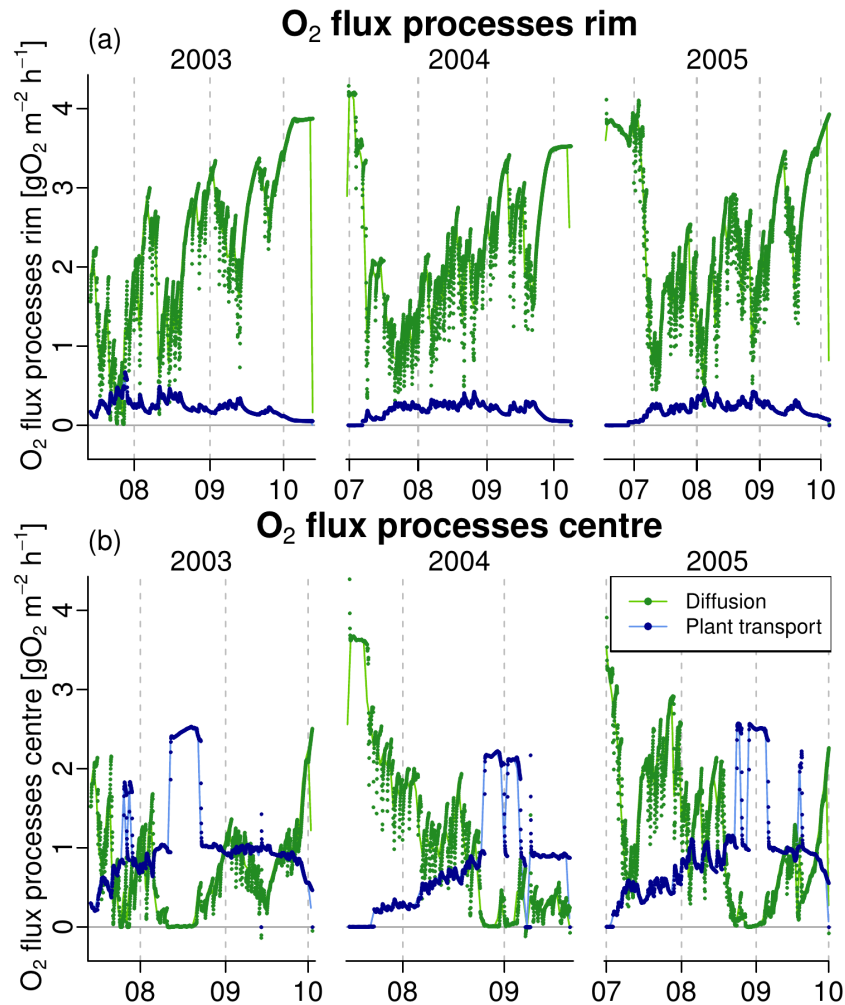 O₂ flux processes rim
(a)
2003 2004 2005
O₂ flux processes rim [gO₂ m⁻² h⁻¹]
4
3
2
1
0
08 09 10 07 08 09 10 07 08 09 10
O₂ flux processes centre
(b)
2003 2004 2005
O₂ flux processes centre [gO₂ m⁻² h⁻¹]
Diffusion
Plant transport
4
3
2
1
0
08 09 10 08 09 07 08 09 10